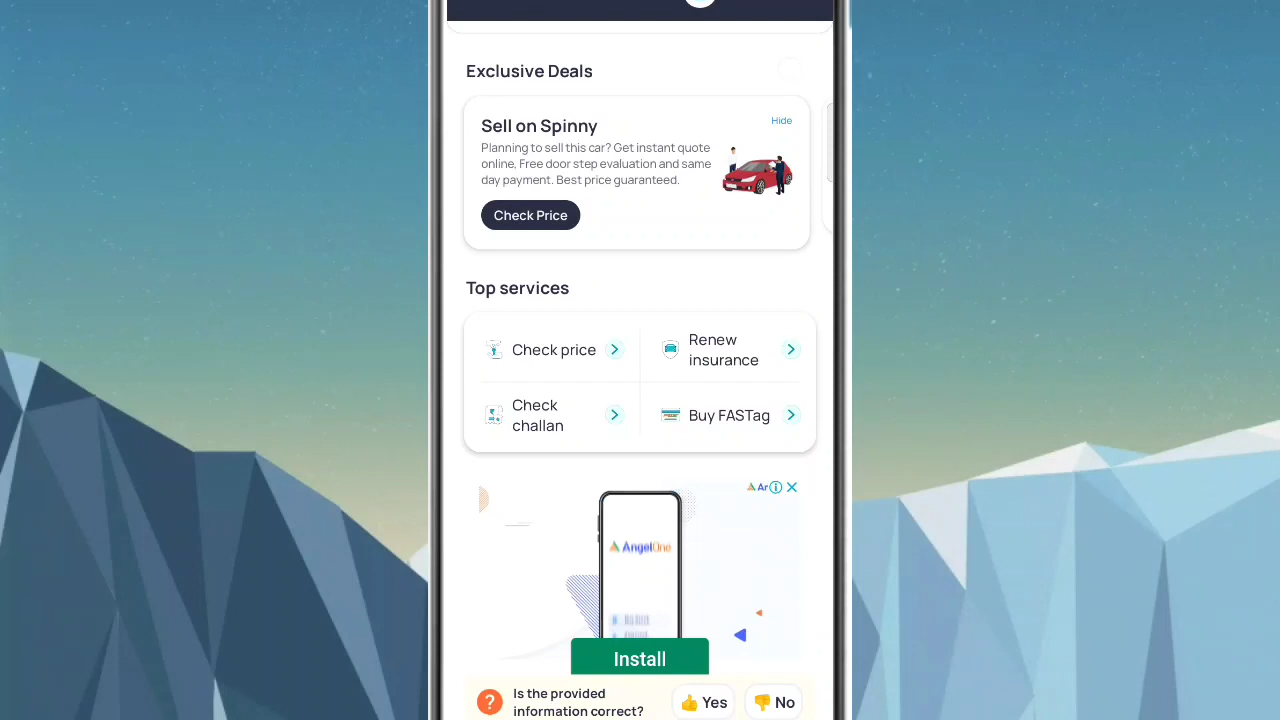 Exclusive Deals
Sell on Spinny
Hide
Planning to sell this car? Get instant quote
online, Free door step evaluation and same
day payment. Best price guaranteed.
Check Price
Top services
Check price
Renew
insurance
Check
challan
Buy FASTag
Ar
AngelOne
Install
Is the provided
information correct?
Yes
No